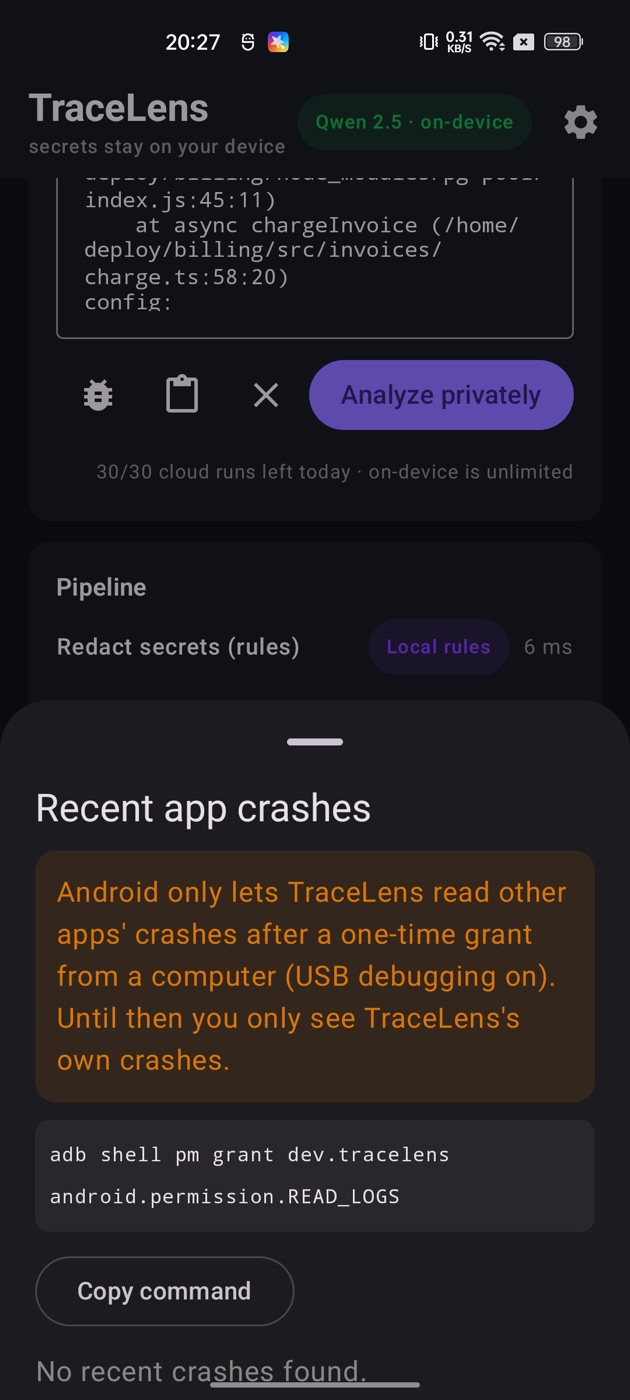 20:27
0.31
KB/S
98
TraceLens
secrets stay on your device
Qwen 2.5 · on-device
index.js:45:11)
at async chargeInvoice (/home/
deploy/billing/src/invoices/
charge.ts:58:20)
config:
Analyze privately
30/30 cloud runs left today · on-device is unlimited
Pipeline
Redact secrets (rules)
Local rules
6 ms
Recent app crashes
Android only lets TraceLens read other
apps' crashes after a one-time grant
from a computer (USB debugging on).
Until then you only see TraceLens's
own crashes.
adb shell pm grant dev.tracelens
android.permission.READ_LOGS
Copy command
No recent crashes found.